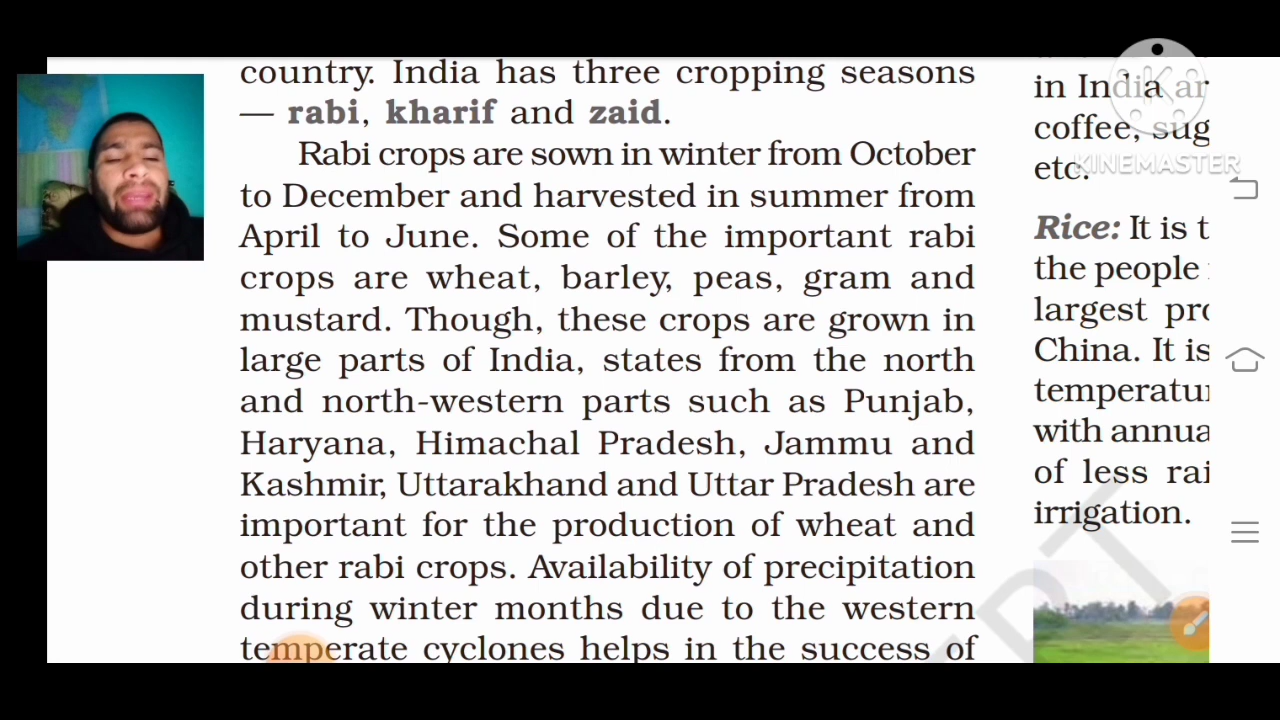 country. India has three cropping seasons
— rabi, kharif and zaid.
Rabi crops are sown in winter from October
to December and harvested in summer from
April to June. Some of the important rabi
crops are wheat, barley, peas, gram and
mustard. Though, these crops are grown in
large parts of India, states from the north
and north-western parts such as Punjab,
Haryana, Himachal Pradesh, Jammu and
Kashmir, Uttarakhand and Uttar Pradesh are
important for the production of wheat and
other rabi crops. Availability of precipitation
during winter months due to the western
temperate cyclones helps in the success of
in India
coffee,
etc.
Rice: It is
the people
largest
China. It is
with
of less
irrigation.
KINEMASTER